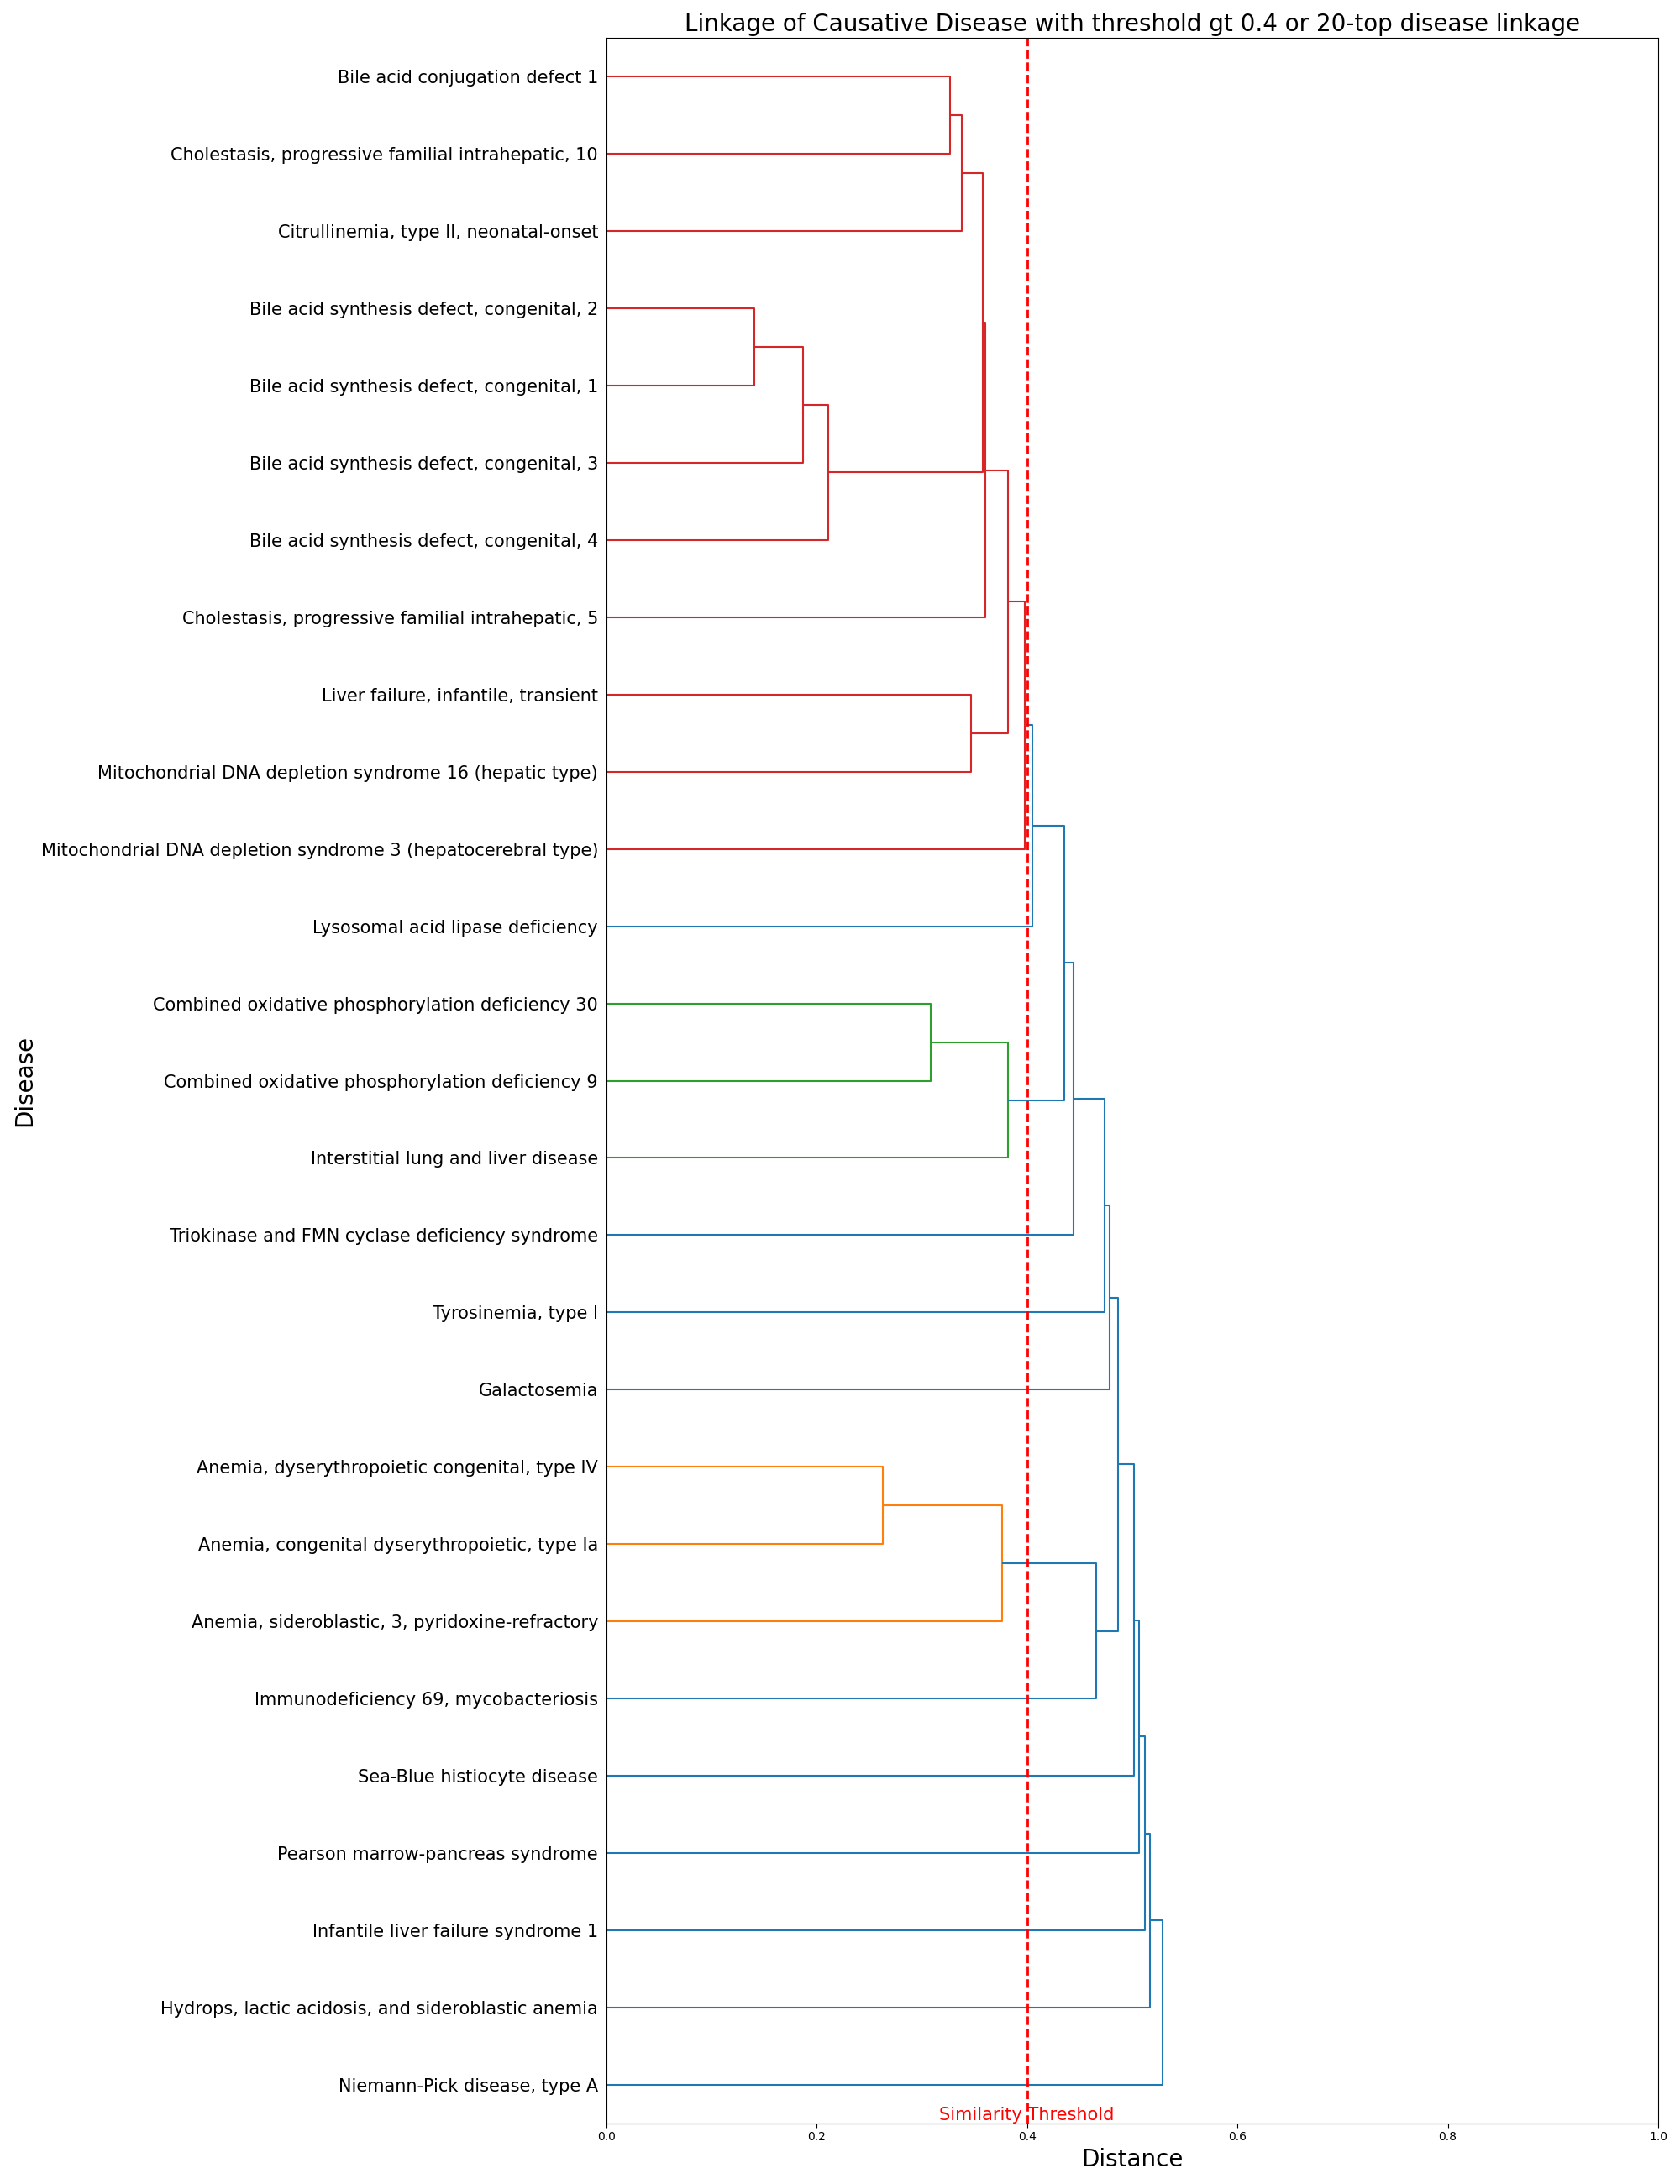 Linkage of Causative Disease with threshold gt 0.4 or 20-top disease linkage
Bile acid conjugation defect 1
Cholestasis, progressive familial intrahepatic, 10
Citrullinemia, type II, neonatal-onset
Bile acid synthesis defect, congenital, 2
Bile acid synthesis defect, congenital, 1
Bile acid synthesis defect, congenital, 3
Bile acid synthesis defect, congenital, 4
Cholestasis, progressive familial intrahepatic, 5
Liver failure, infantile, transient
Mitochondrial DNA depletion syndrome 16 (hepatic type)
Mitochondrial DNA depletion syndrome 3 (hepatocerebral type)
Lysosomal acid lipase deficiency
Combined oxidative phosphorylation deficiency 30
Combined oxidative phosphorylation deficiency 9
Interstitial lung and liver disease
Triokinase and FMN cyclase deficiency syndrome
Tyrosinemia, type I
Galactosemia
Anemia, dyserythropoietic congenital, type IV
Anemia, congenital dyserythropoietic, type Ia
Anemia, sideroblastic, 3, pyridoxine-refractory
Immunodeficiency 69, mycobacteriosis
Sea-Blue histiocyte disease
Pearson marrow-pancreas syndrome
Infantile liver failure syndrome 1
Hydrops, lactic acidosis, and sideroblastic anemia
Niemann-Pick disease, type A
Disease
Similarity Threshold
0.0 0.2 0.4 0.6 0.8 1.0
Distance